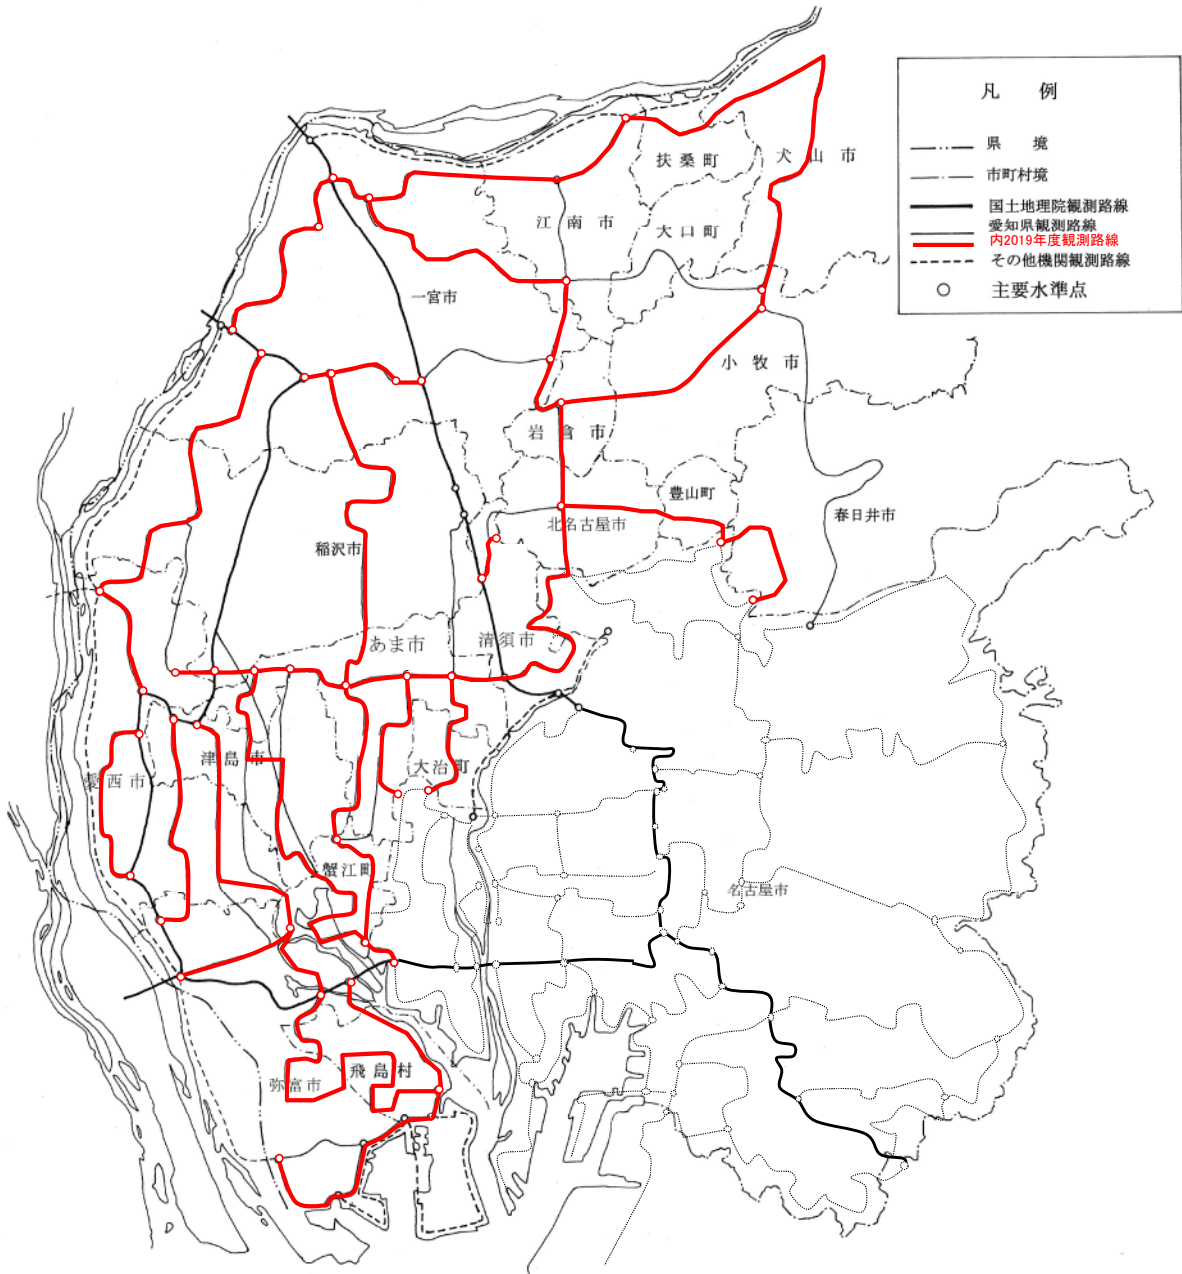 凡 例
県 境
市町村境
国土地理院観測路線
愛知県観測路線
内2019年度観測路線
その他機関観測路線
主要水準点
扶桑町
犬山市
江南市
大口町
一宮市
小牧市
岩倉市
豊山町
北名古屋市
春日井市
稲沢市
あま市
清須市
津島市
大治町
愛西市
蟹江町
名古屋市
飛島村
弥富市